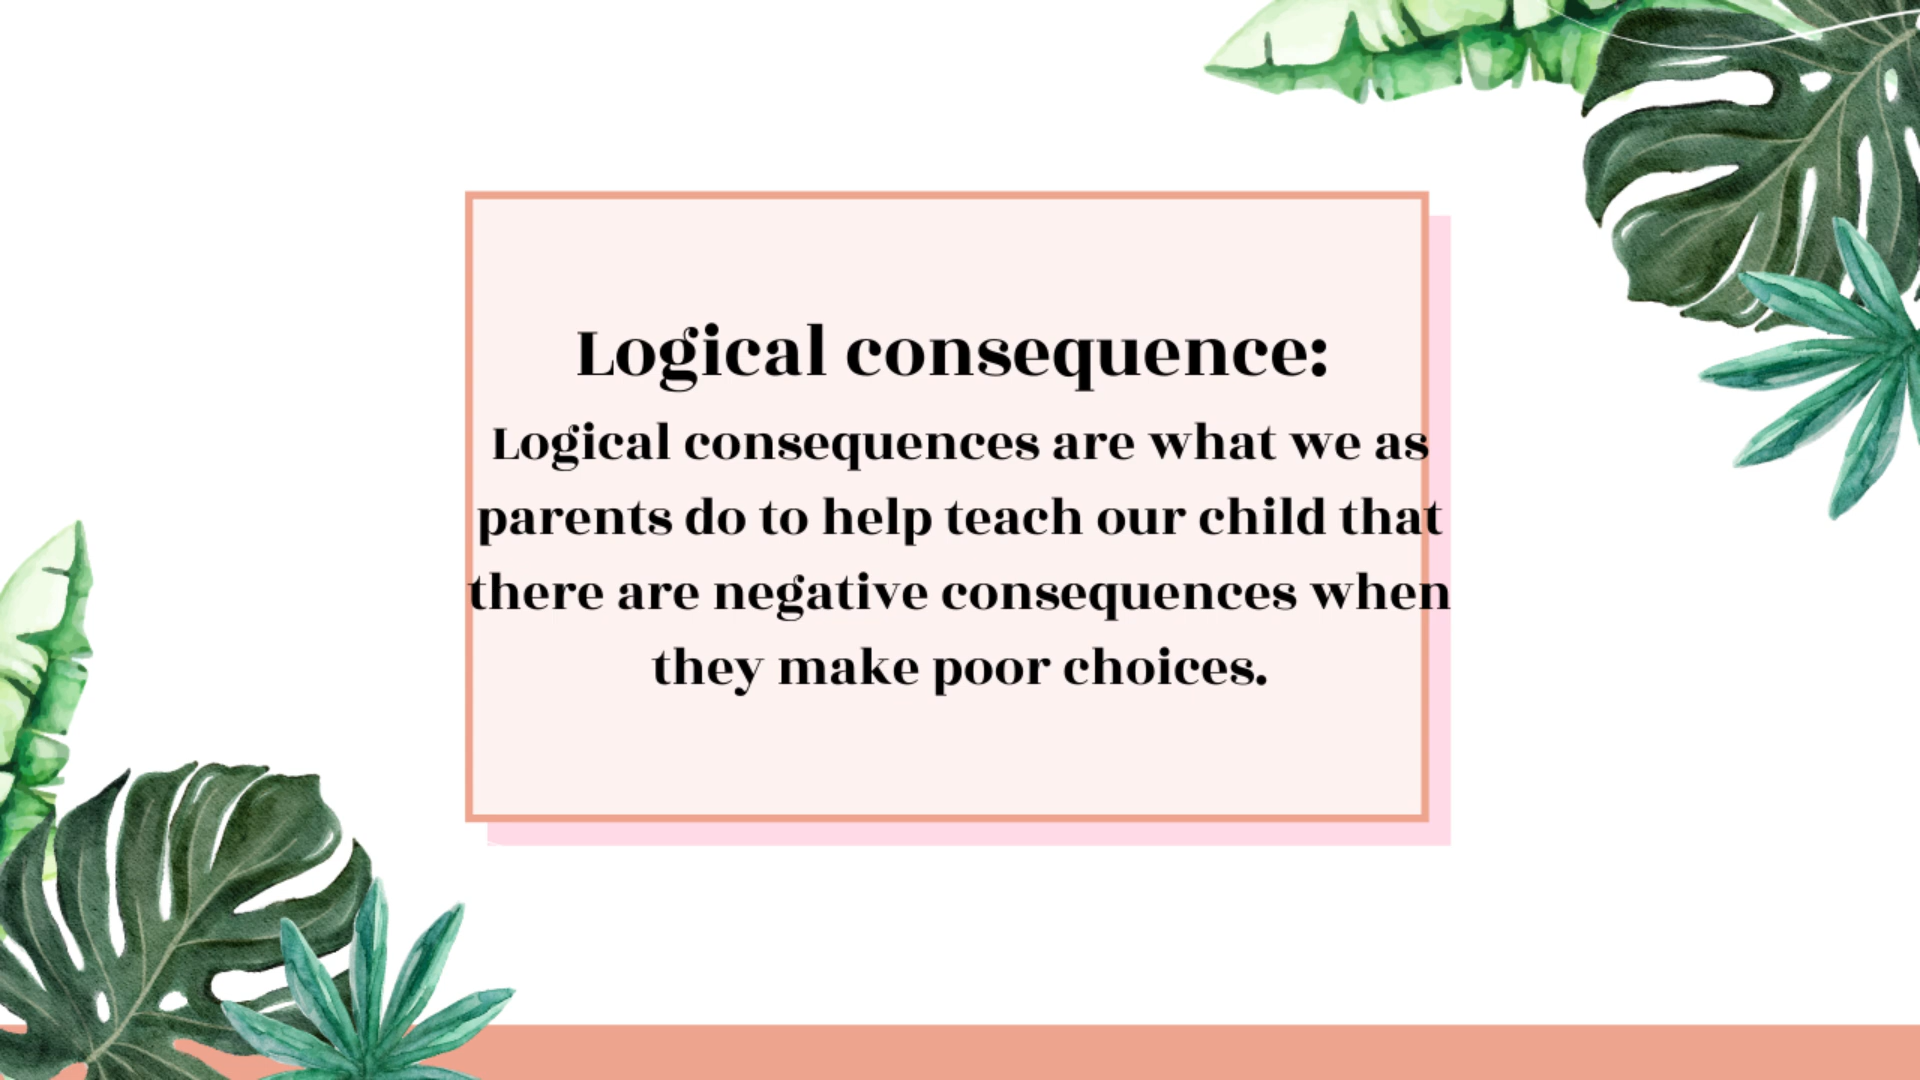 Logical consequence:
Logical consequences are what we as
parents do to help teach our child that
there are negative consequences when
they make poor choices.